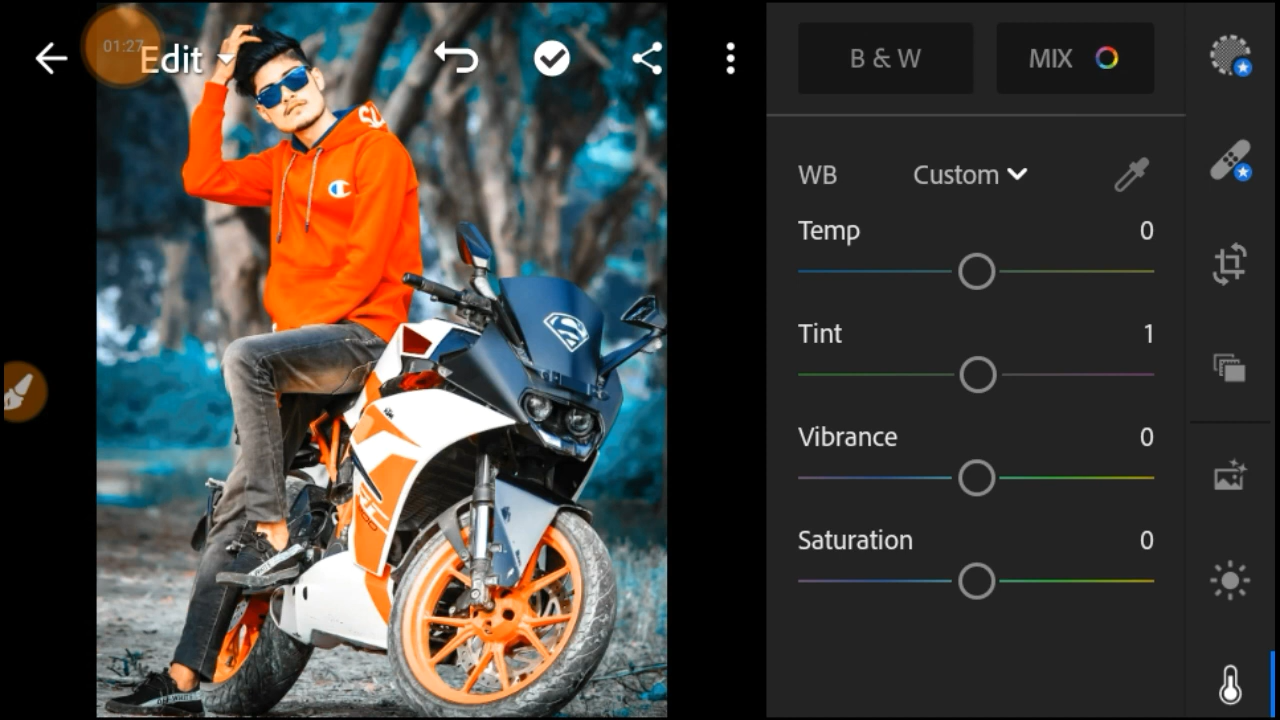 01:27
Edit
B & W
MIX
WB
Custom
Temp
0
Tint
1
Vibrance
0
Saturation
0